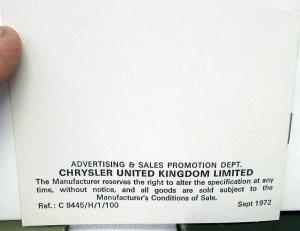 ADVERTISING & SALES PROMOTION DEPT.
CHRYSLER UNITED KINGDOM LIMITED
The Manufacturer reserves the right to alter the specification at any
time, without notice, and all goods are sold subject to the
Manufacturer's Conditions of Sale.
Ref.: C 9445/H/1/100 Sept 1972